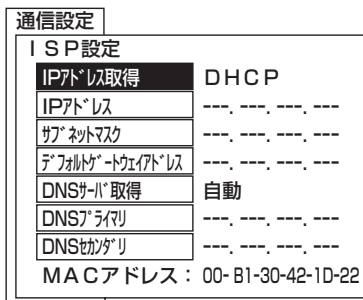 通信設定
ＩＳＰ設定
IPｱﾄﾞﾚｽ取得 ＤＨＣＰ
IPｱﾄﾞﾚｽ ---. ---. ---. ---
ｻﾌﾞﾈｯﾄﾏｽｸ ---. ---. ---. ---
ﾃﾞﾌｫﾙﾄｹﾞｰﾄｳｪｲｱﾄﾞﾚｽ ---. ---. ---. ---
DNSｻｰﾊﾞ取得 自動
DNSﾌﾟﾗｲﾏﾘ ---. ---. ---. ---
DNSｾｶﾝﾀﾞﾘ ---. ---. ---. ---
ＭＡＣアドレス：00-B1-30-42-1D-22